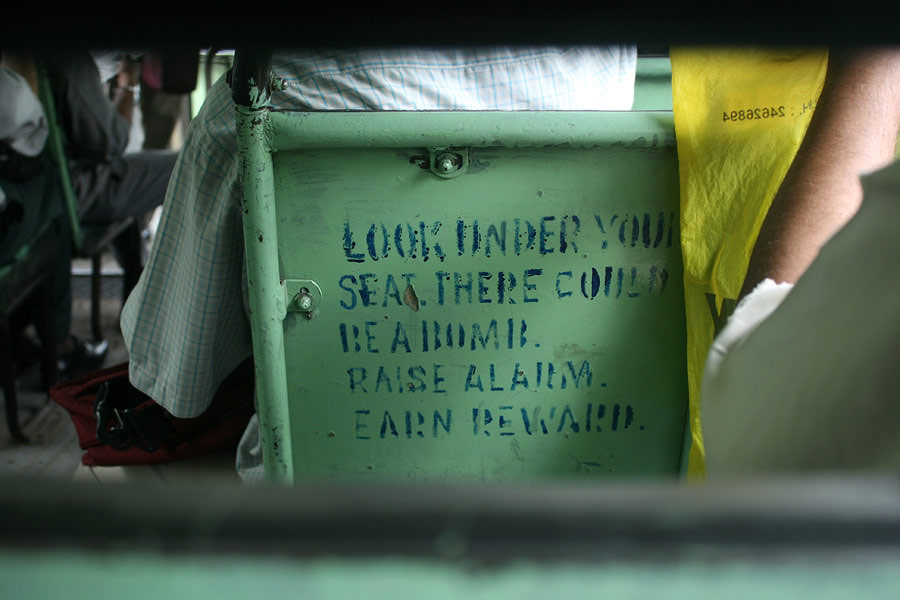 24626894
LOOK UNDER YOUR
SEAT. THERE COULD
BE A BOMB.
RAISE ALARM.
EARN REWARD.